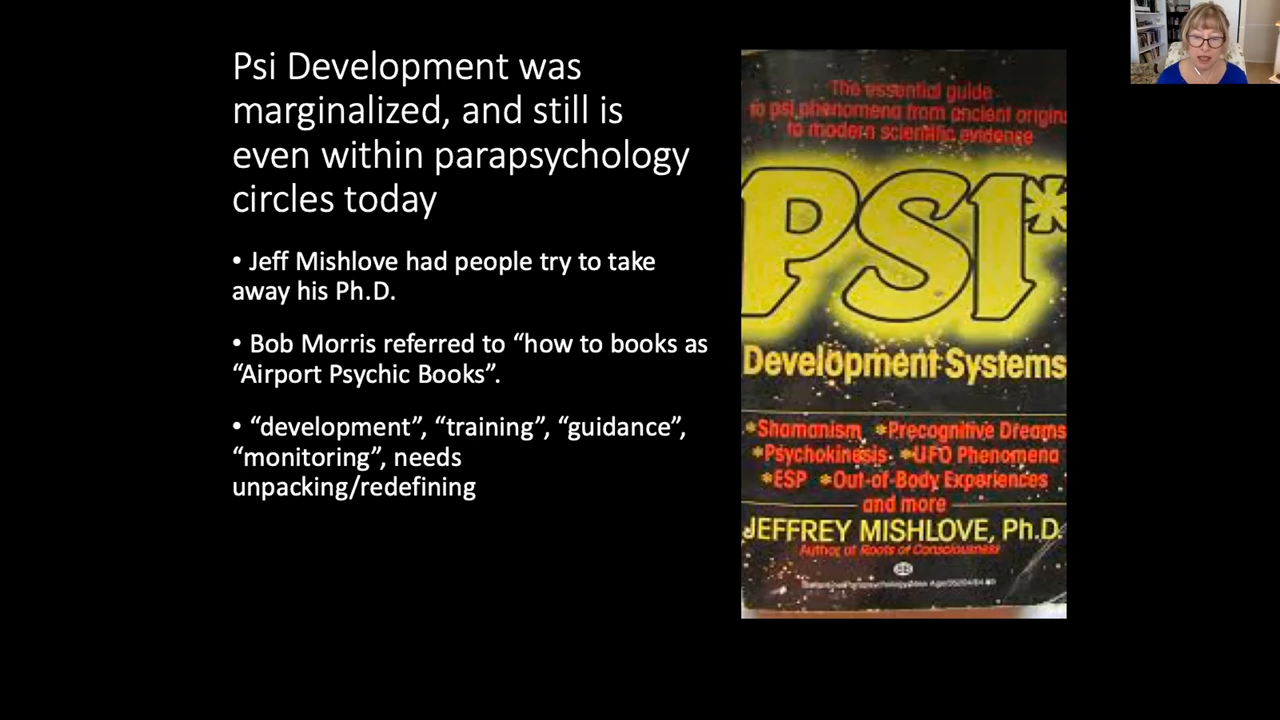 Psi Development was
marginalized, and still is
even within parapsychology
circles today
• Jeff Mishlove had people try to take
away his Ph.D.
• Bob Morris referred to “how to books as
“Airport Psychic Books”.
• “development”, “training”, “guidance”,
“monitoring”, needs
unpacking/redefining
The essential guide
to psi phenomena from ancient origins
to modern scientific evidence
PSI*
Development Systems
*Shamanism *Precognitive Dreams
*Psychokinesis *UFO Phenomena
*ESP *Out-of-Body Experiences
and more
JEFFREY MISHLOVE, Ph.D.
Author of Roots of Consciousness